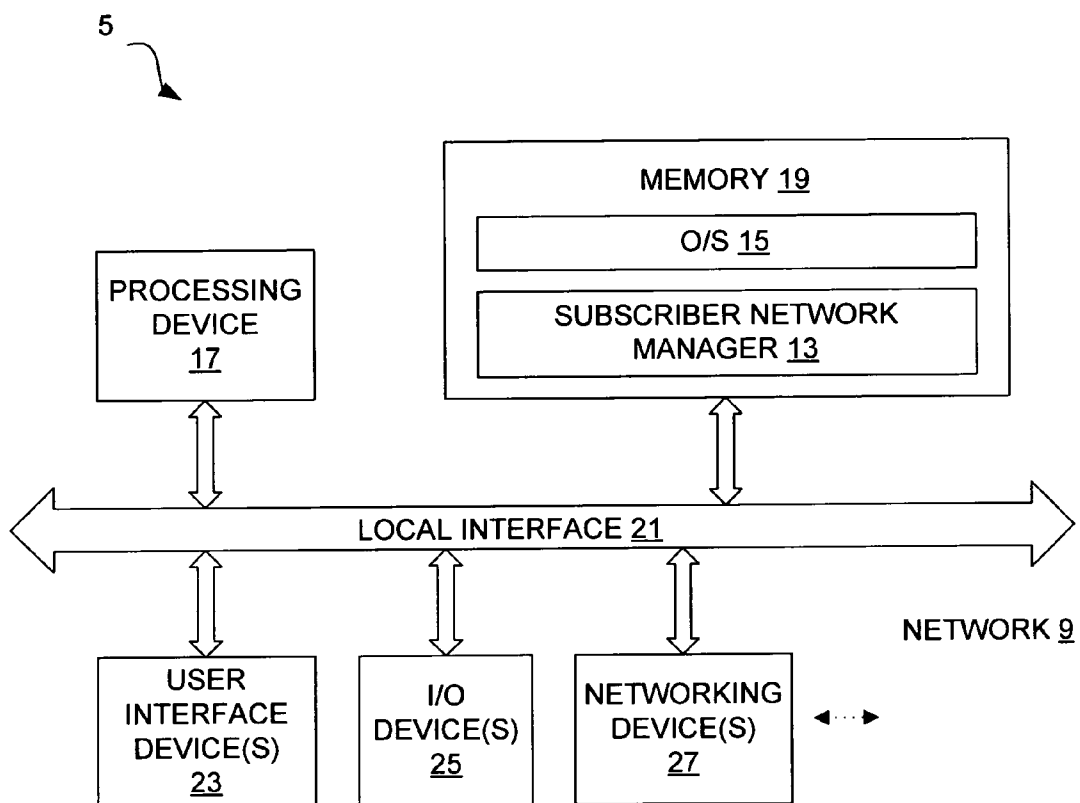 5
MEMORY 19
O/S 15
SUBSCRIBER NETWORK
MANAGER 13
PROCESSING
DEVICE
17
LOCAL INTERFACE 21
NETWORK 9
USER
INTERFACE
DEVICE(S)
23
I/O
DEVICE(S)
25
NETWORKING
DEVICE(S)
27